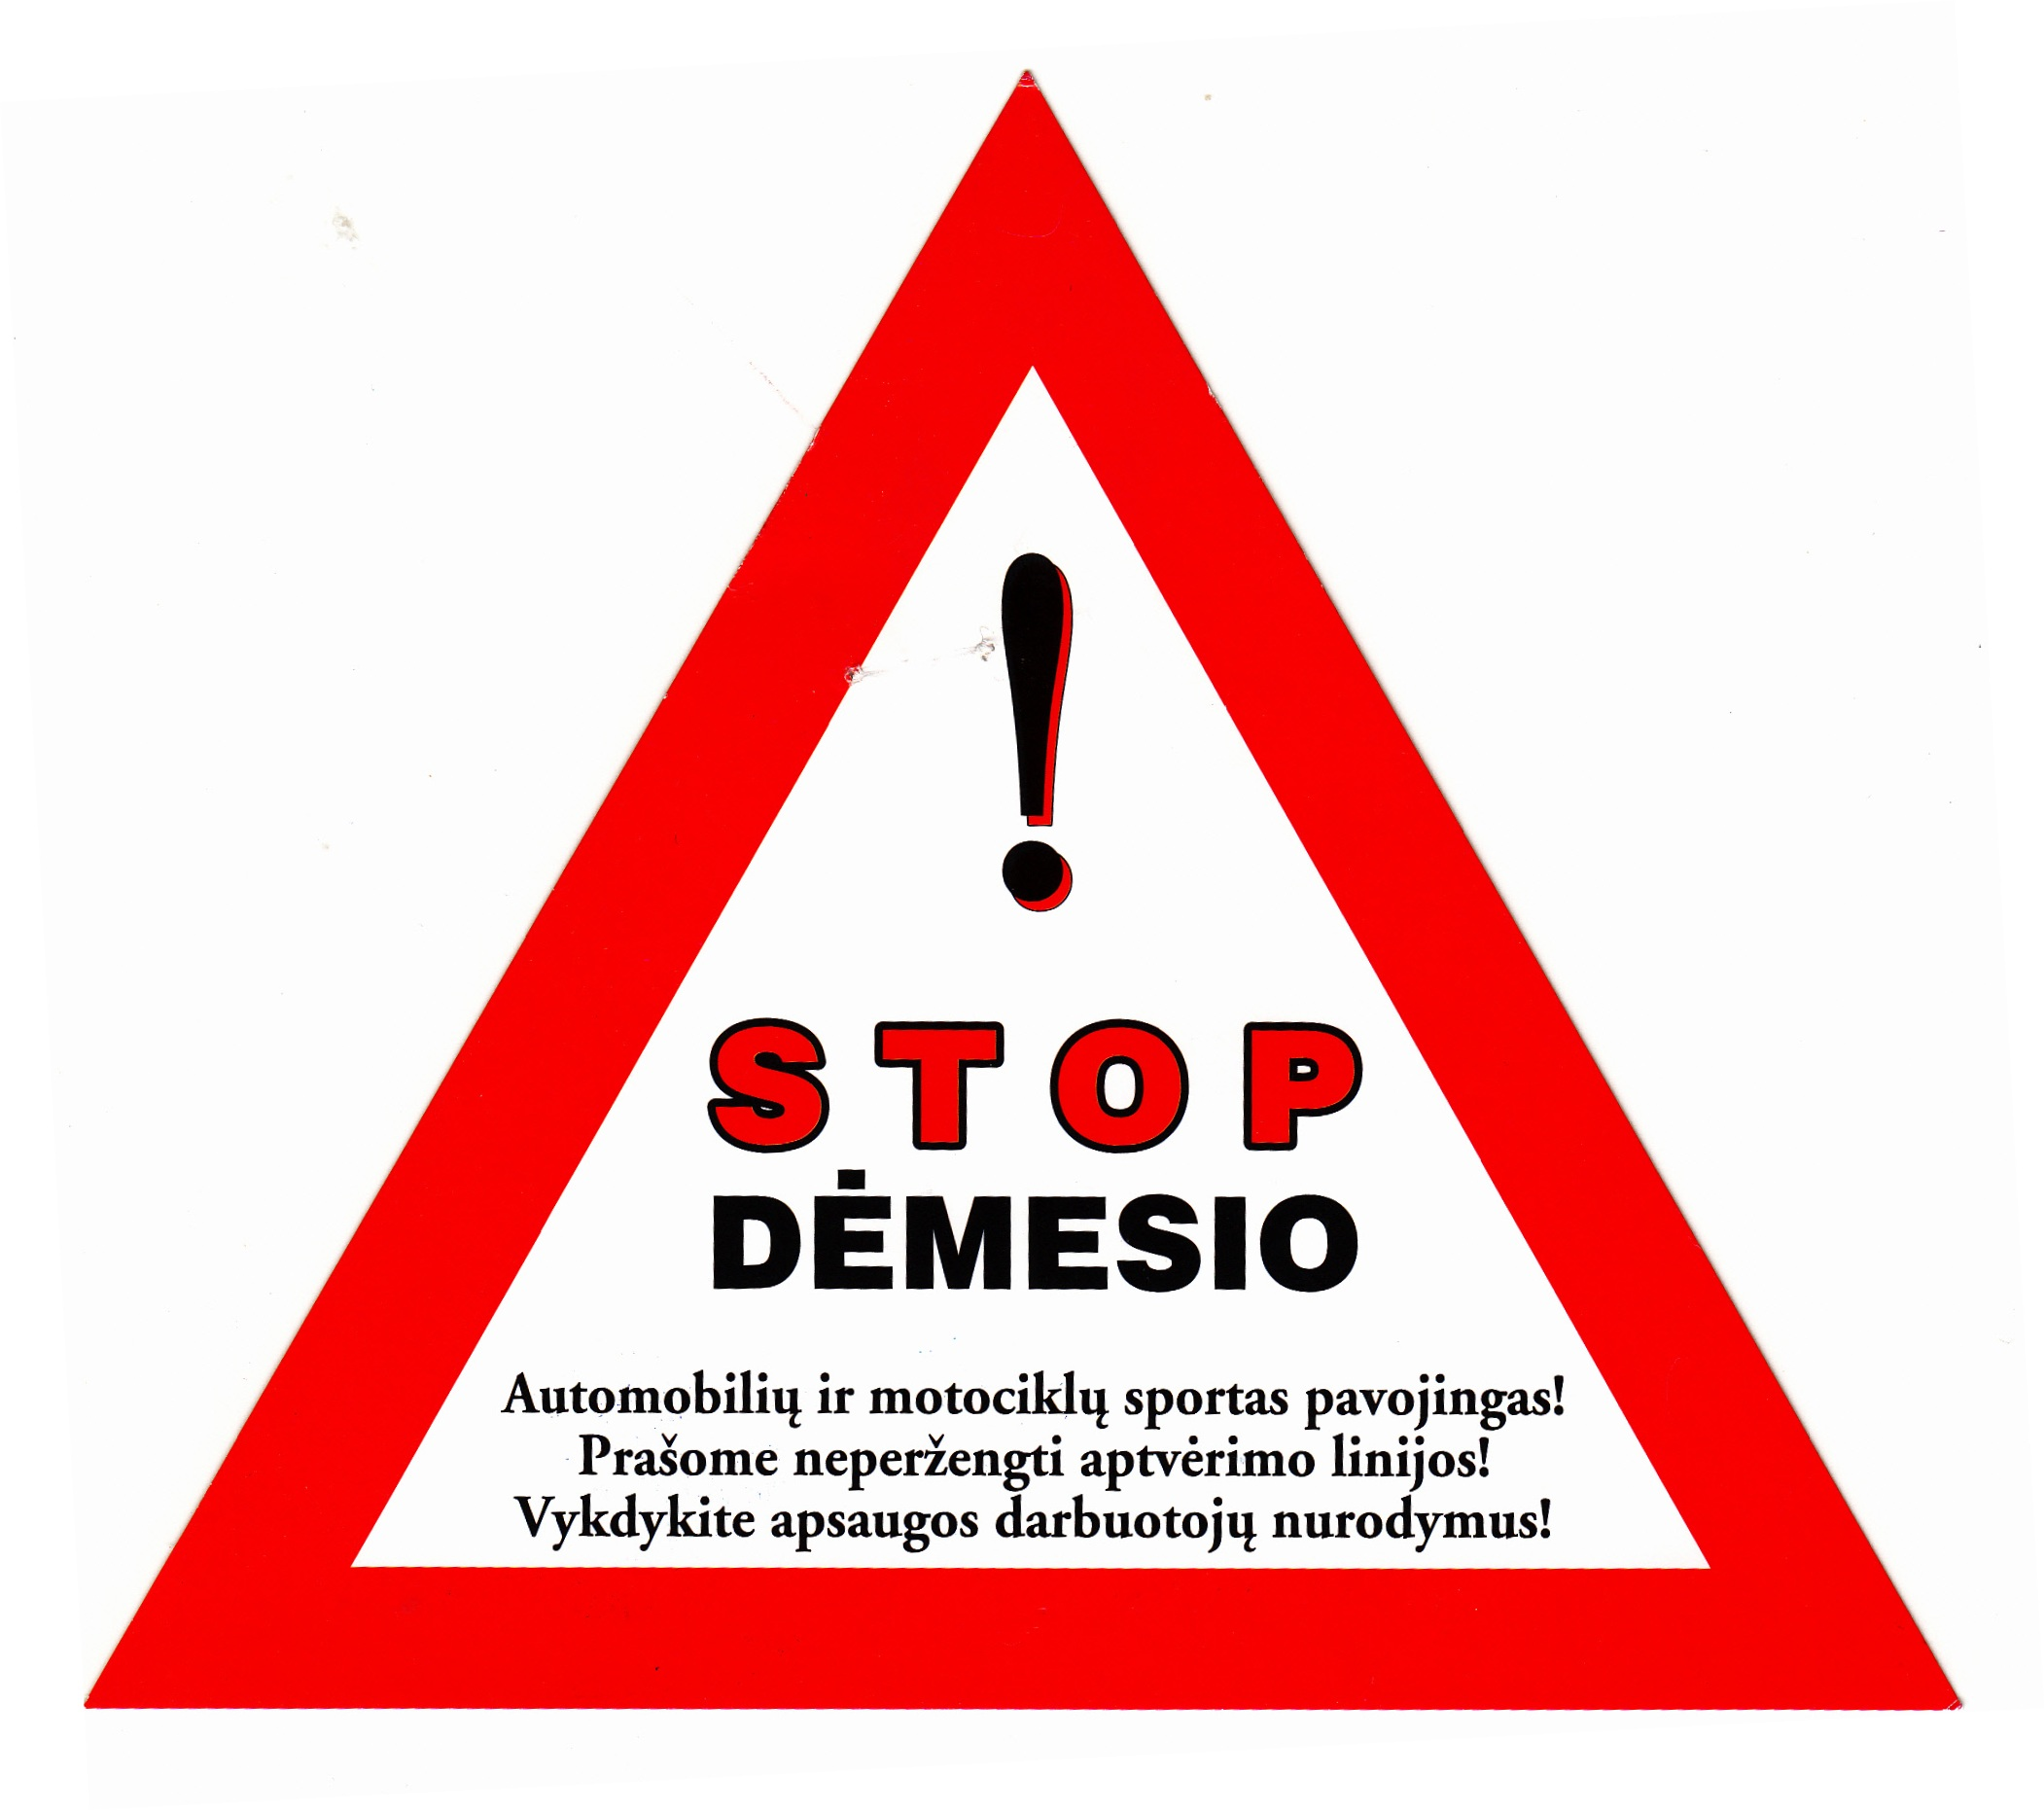 !
STOP
DĖMESIO
Automobilių ir motociklų sportas pavojingas!
Prašome neperžengti aptvėrimo linijos!
Vykdykite apsaugos darbuotojų nurodymus!